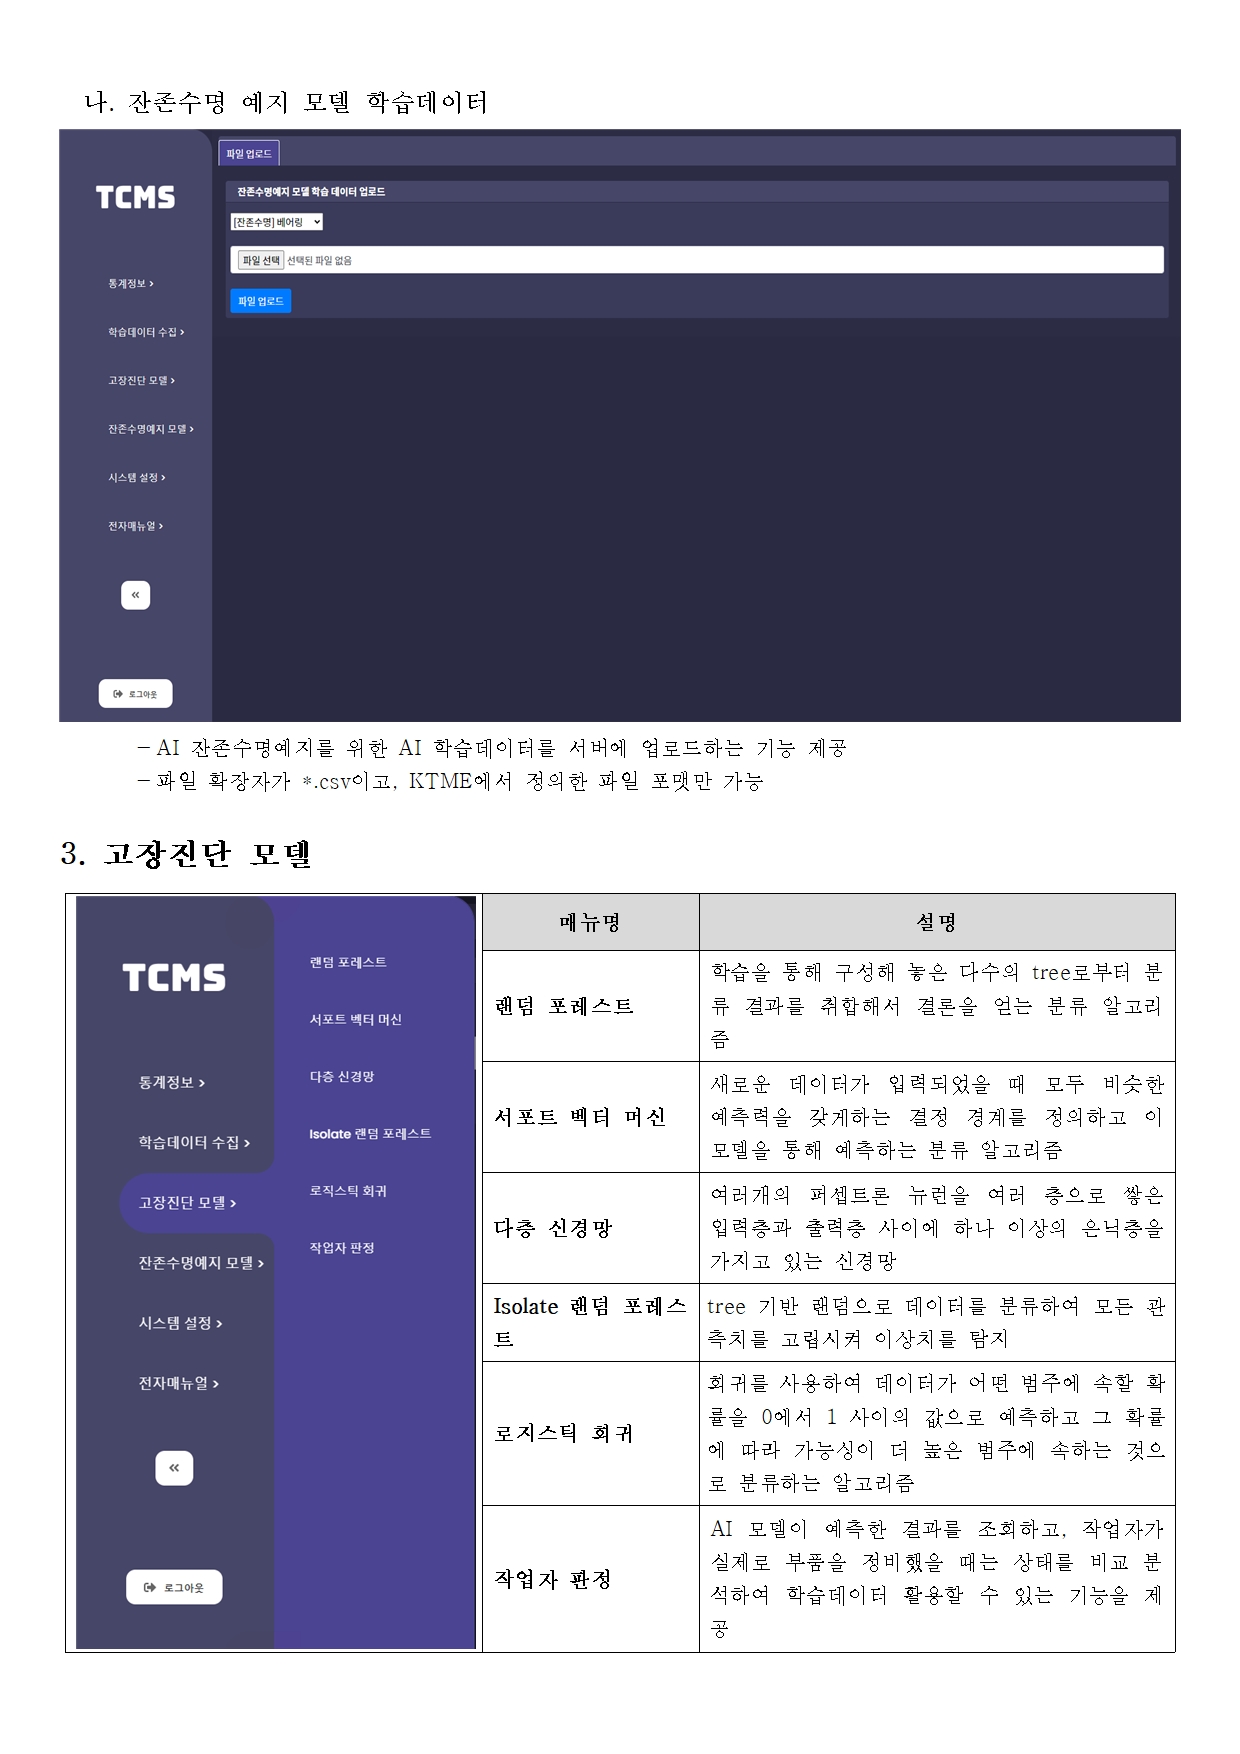 나. 잔존수명 예지 모델 학습데이터
파일 업로드
TCMS
잔존수명예지 모델 학습 데이터 업로드
[잔존수명] 베어링
파일 선택 선택된 파일 없음
파일 업로드
통계정보 >
학습데이터 수집 >
고장진단 모델 >
잔존수명예지 모델 >
시스템 설정 >
전자매뉴얼 >
«
로그아웃
- AI 잔존수명예지를 위한 AI 학습데이터를 서버에 업로드하는 기능 제공
- 파일 확장자가 *.csv이고, KTME에서 정의한 파일 포맷만 가능
3. 고장진단 모델
TCMS
통계정보 >
학습데이터 수집 >
고장진단 모델 >
잔존수명예지 모델 >
시스템 설정 >
전자매뉴얼 >
«
로그아웃
랜덤 포레스트
서포트 벡터 머신
다층 신경망
Isolate 랜덤 포레스트
로직스틱 회귀
작업자 판정
메뉴명 설명
랜덤 포레스트
학습을 통해 구성해 놓은 다수의 tree로부터 분
류 결과를 취합해서 결론을 얻는 분류 알고리
즘
서포트 벡터 머신
새로운 데이터가 입력되었을 때 모두 비슷한
예측력을 갖게하는 결정 경계를 정의하고 이
모델을 통해 예측하는 분류 알고리즘
다층 신경망
여러개의 퍼셉트론 뉴런을 여러 층으로 쌓은
입력층과 출력층 사이에 하나 이상의 은닉층을
가지고 있는 신경망
Isolate 랜덤 포레스
트
tree 기반 랜덤으로 데이터를 분류하여 모든 관
측치를 고립시켜 이상치를 탐지
로지스틱 회귀
회귀를 사용하여 데이터가 어떤 범주에 속할 확
률을 0에서 1 사이의 값으로 예측하고 그 확률
에 따라 가능성이 더 높은 범주에 속하는 것으
로 분류하는 알고리즘
작업자 판정
AI 모델이 예측한 결과를 조회하고, 작업자가
실제로 부품을 정비했을 때는 상태를 비교 분
석하여 학습데이터 활용할 수 있는 기능을 제
공